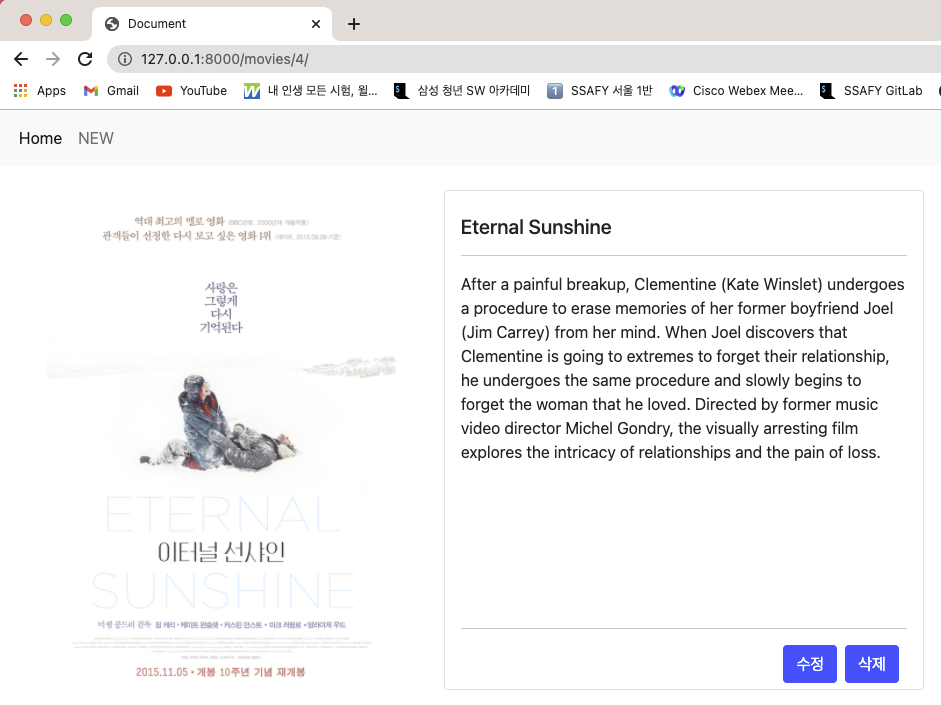 Document
127.0.0.1:8000/movies/4/
Apps Gmail YouTube 내 인생 모든 시험, 윌... 삼성 청년 SW 아카데미 1 SSAFY 서울 1반 Cisco Webex Mee... SSAFY GitLab
Home NEW
역대 최고의 멜로 영화
관객들이 선정한 다시 보고 싶은 영화 1위
사랑은
그렇게
다시
기억된다
ETERNAL
이터널 선샤인
SUNSHINE
미셸 공드리 감독 짐 캐리 • 케이트 윈슬렛 • 커스틴 던스트 • 마크 러팔로 • 일라이저 우드
2015.11.05 • 개봉 10주년 기념 재개봉
Eternal Sunshine
After a painful breakup, Clementine (Kate Winslet) undergoes
a procedure to erase memories of her former boyfriend Joel
(Jim Carrey) from her mind. When Joel discovers that
Clementine is going to extremes to forget their relationship,
he undergoes the same procedure and slowly begins to
forget the woman that he loved. Directed by former music
video director Michel Gondry, the visually arresting film
explores the intricacy of relationships and the pain of loss.
수정 삭제